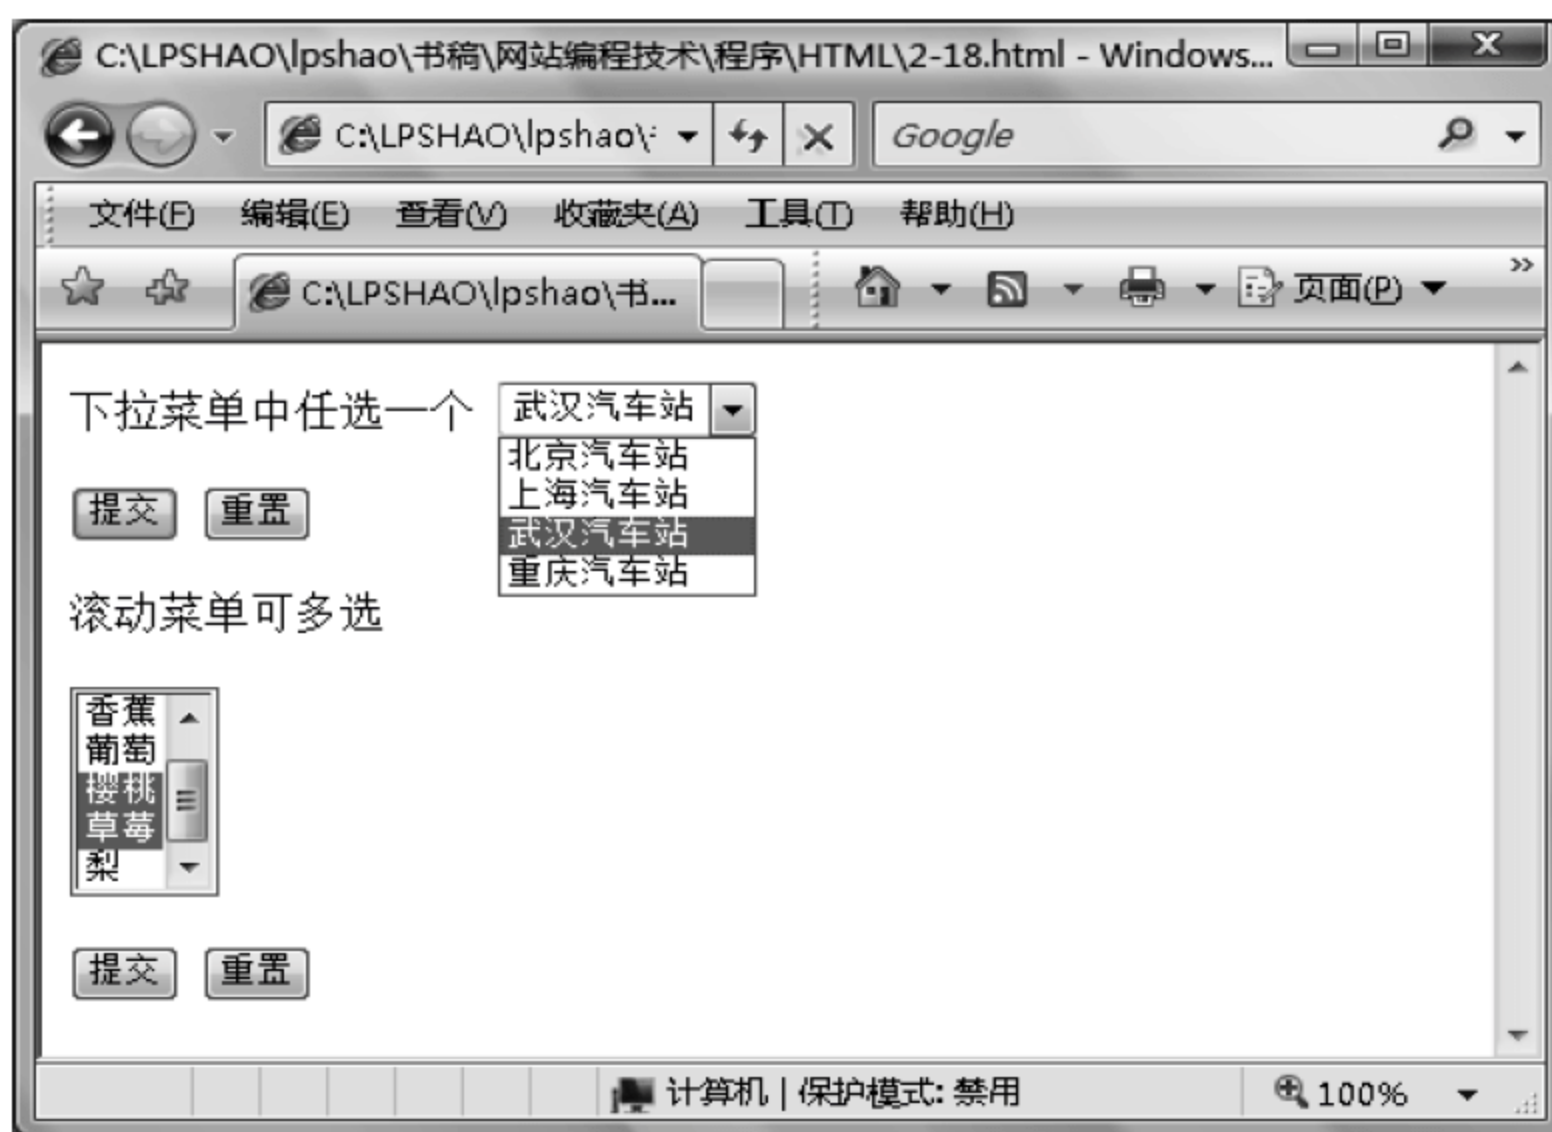 C:\LPSHAO\lpshao\书稿\网站编程技术\程序\HTML\2-18.html - Windows...
C:\LPSHAO\lpshao\ Google
文件(F) 编辑(E) 查看(V) 收藏夹(A) 工具(T) 帮助(H)
C:\LPSHAO\lpshao\书... 页面(P) »
下拉菜单中任选一个 武汉汽车站
北京汽车站
上海汽车站
武汉汽车站
重庆汽车站
提交 重置
滚动菜单可多选
香蕉
葡萄
樱桃
草莓
梨
提交 重置
计算机 | 保护模式: 禁用 100%